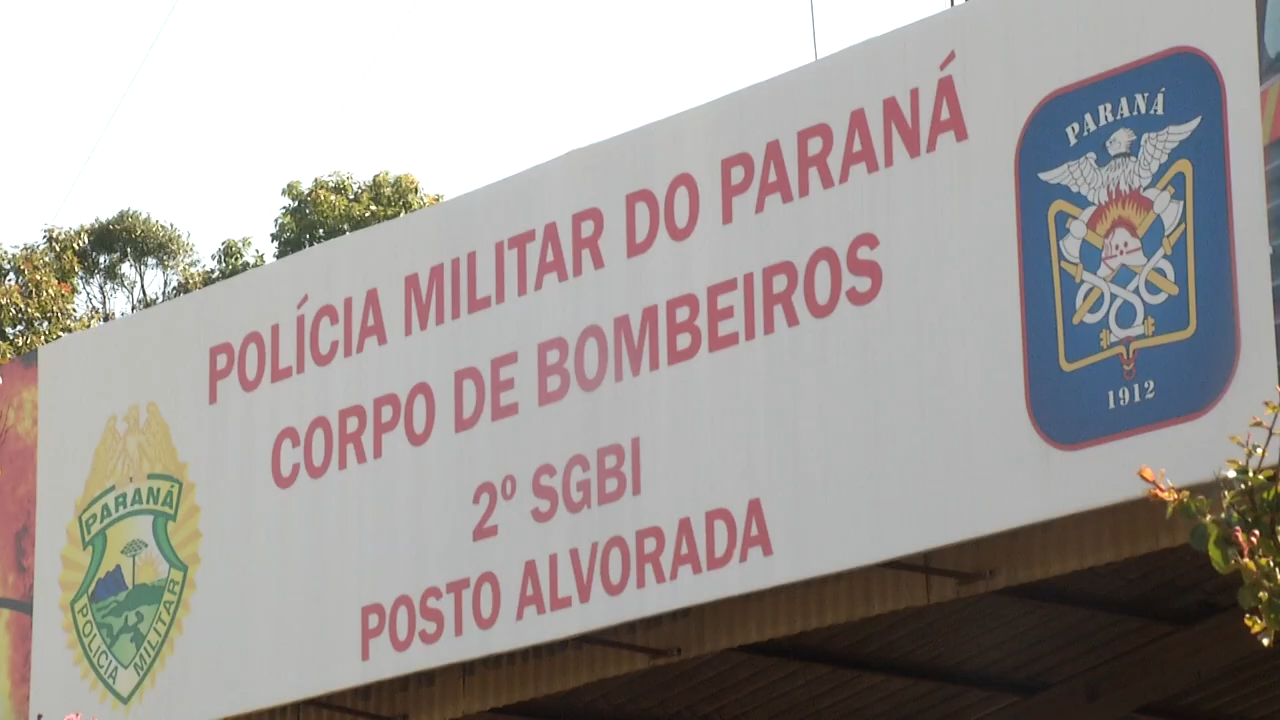 POLÍCIA MILITAR DO PARANÁ
CORPO DE BOMBEIROS
2º SGBI
POSTO ALVORADA
PARANÁ
POLICIA MILITAR
PARANÁ
1912